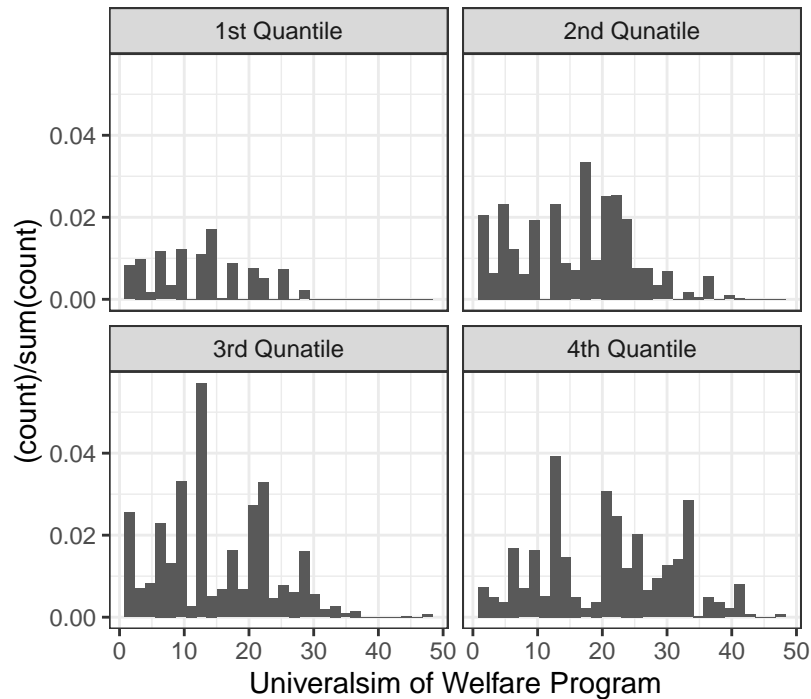 1st Quantile
2nd Qunatile
0.04
0.02
0.00
3rd Qunatile
4th Quantile
0.04
0.02
0.00
0 10 20 30 40 50
0 10 20 30 40 50
(count)/sum(count)
Univeralsim of Welfare Program